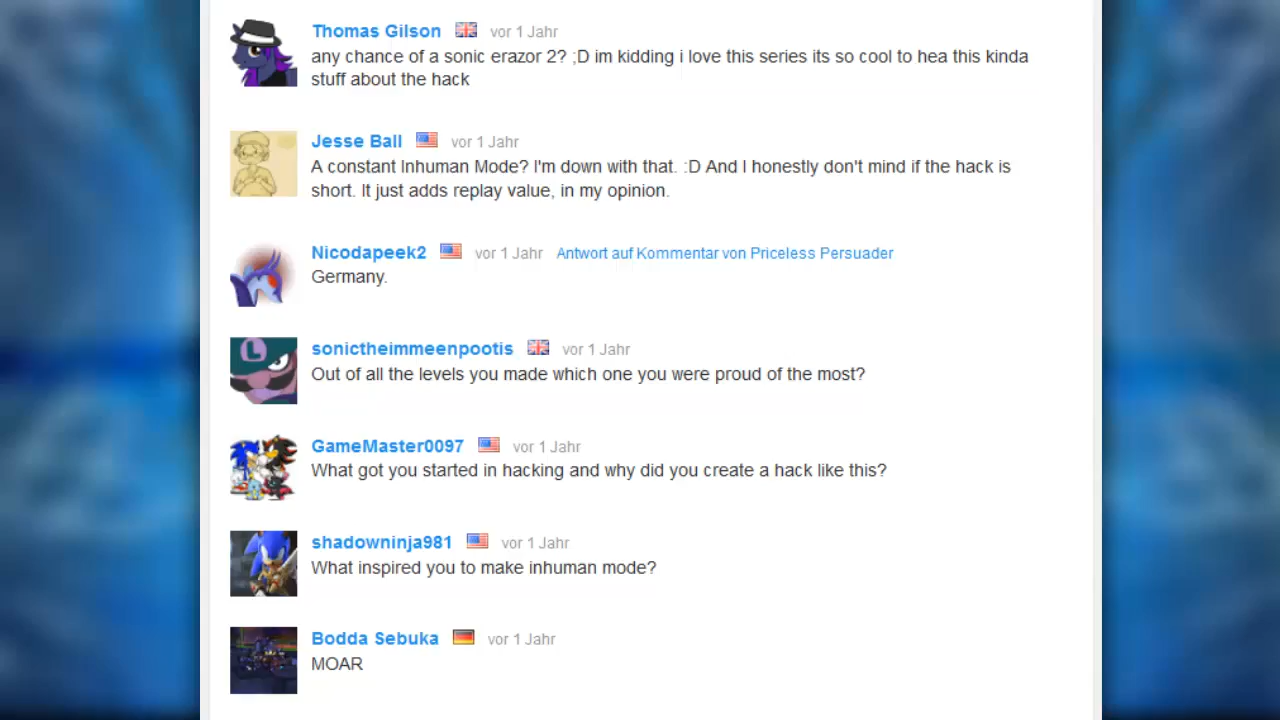 Thomas Gilson vor 1 Jahr
any chance of a sonic erazor 2? ;D im kidding i love this series its so cool to hea this kinda
stuff about the hack
Jesse Ball vor 1 Jahr
A constant Inhuman Mode? I'm down with that. :D And I honestly don't mind if the hack is
short. It just adds replay value, in my opinion.
Nicodapeek2 vor 1 Jahr Antwort auf Kommentar von Priceless Persuader
Germany.
sonictheimmeenpootis vor 1 Jahr
Out of all the levels you made which one you were proud of the most?
L
GameMaster0097 vor 1 Jahr
What got you started in hacking and why did you create a hack like this?
shadowninja981 vor 1 Jahr
What inspired you to make inhuman mode?
Bodda Sebuka vor 1 Jahr
MOAR